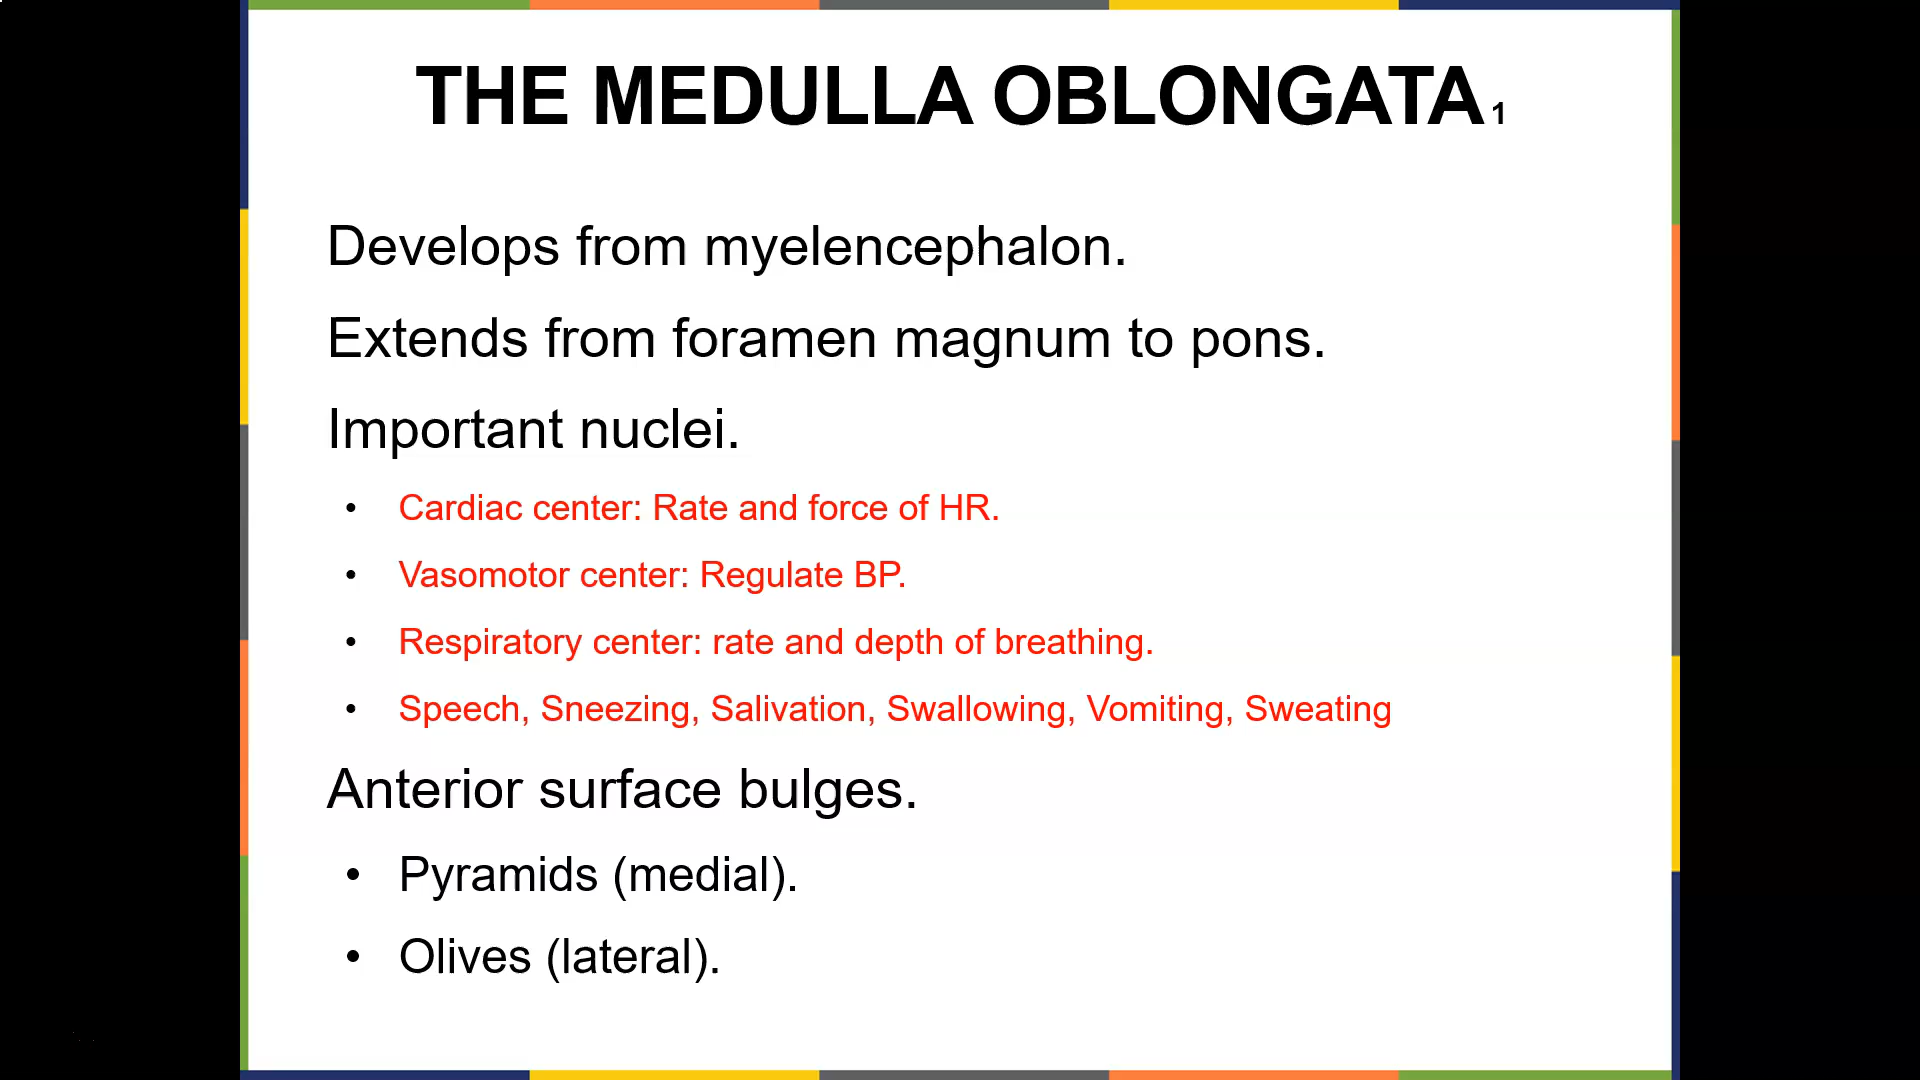 THE MEDULLA OBLONGATA 1
Develops from myelencephalon.
Extends from foramen magnum to pons.
Important nuclei.
• Cardiac center: Rate and force of HR.
• Vasomotor center: Regulate BP.
• Respiratory center: rate and depth of breathing.
• Speech, Sneezing, Salivation, Swallowing, Vomiting, Sweating
Anterior surface bulges.
• Pyramids (medial).
• Olives (lateral).